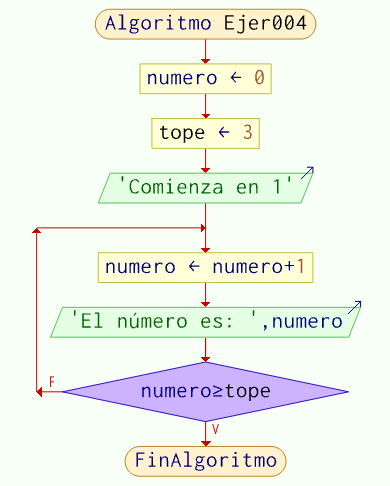 Algoritmo Ejer004
numero ← 0
tope ← 3
'Comienza en 1'
numero ← numero+1
'El número es: ',numero
F
numero≥tope
V
FinAlgoritmo